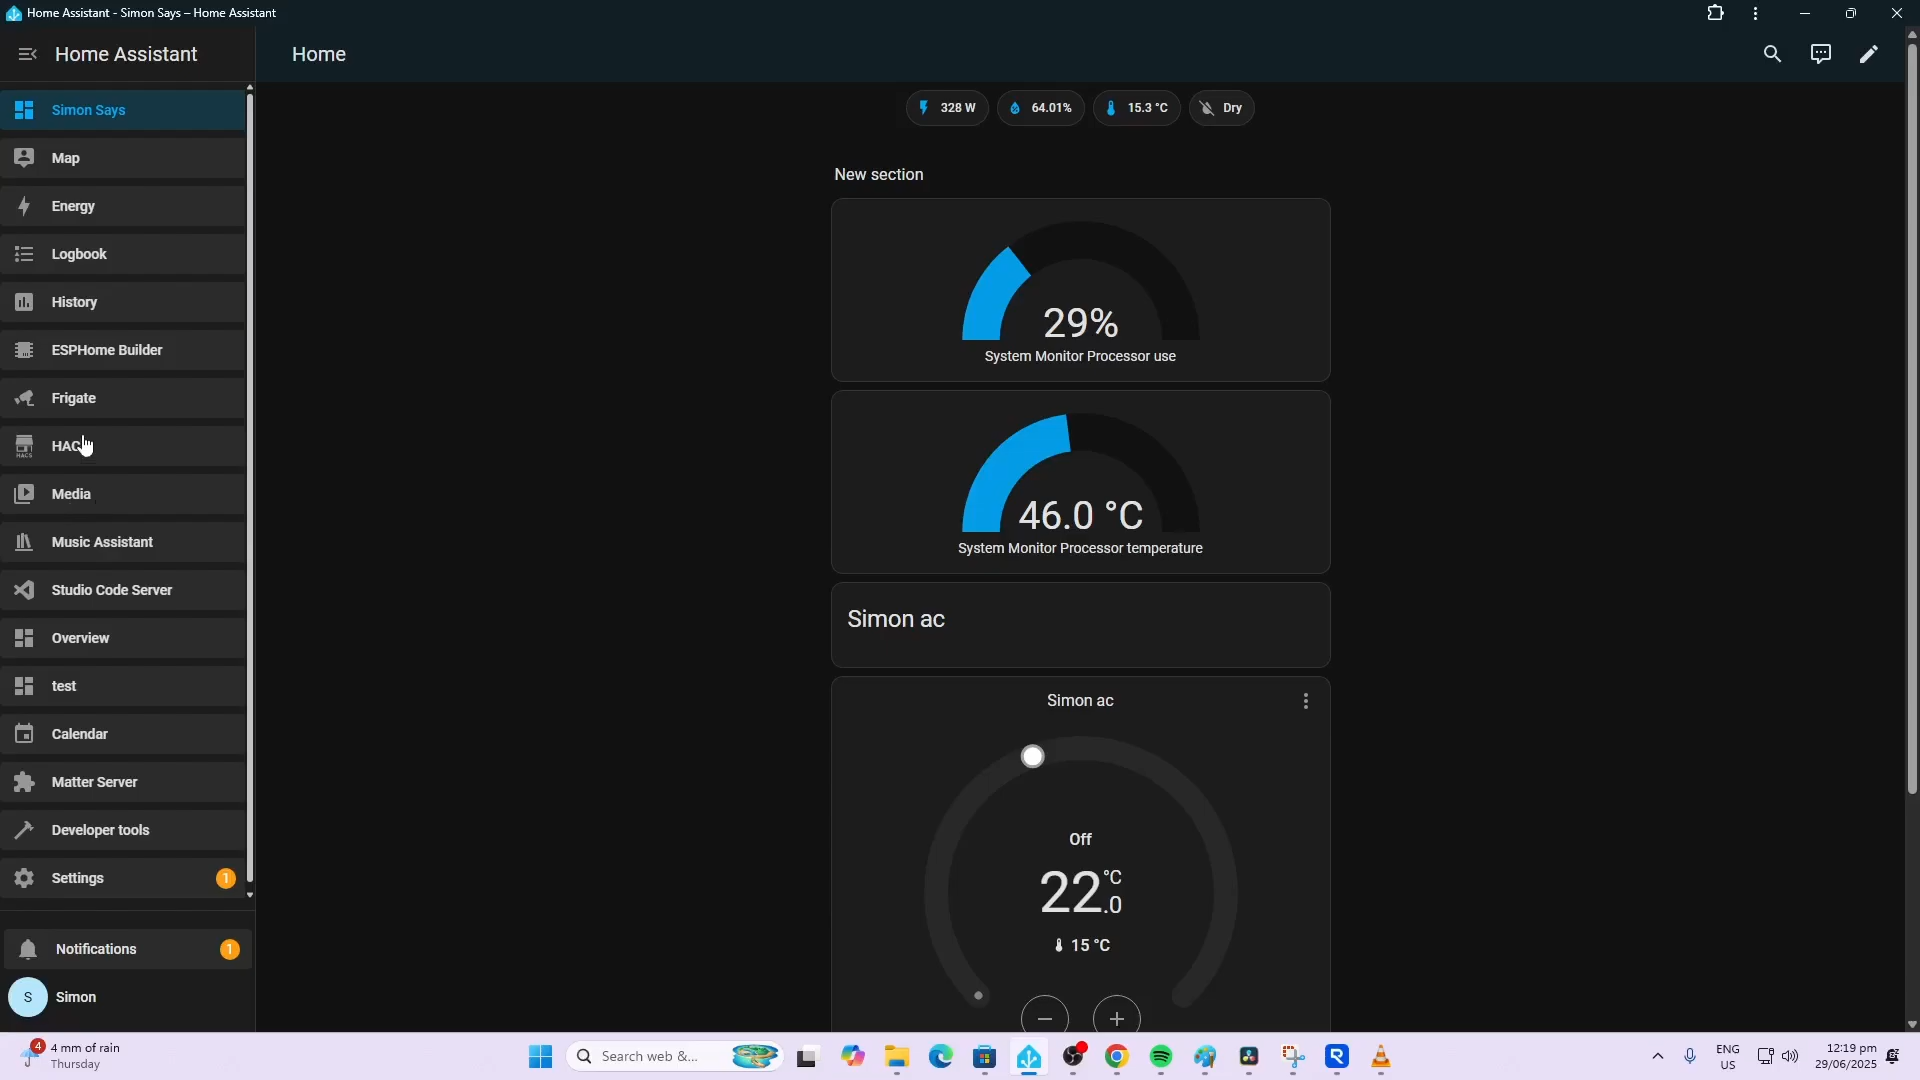 Home Assistant - Simon Says – Home Assistant
Home Assistant
Home
Simon Says
Map
Energy
Logbook
History
ESPHome Builder
Frigate
HACS
Media
Music Assistant
Studio Code Server
Overview
test
Calendar
Matter Server
Developer tools
Settings
1
Notifications
1
S
Simon
328 W
64.01%
15.3 °C
Dry
New section
29%
System Monitor Processor use
46.0 °C
System Monitor Processor temperature
Simon ac
Simon ac
Off
22.0 °C
15 °C
4
4 mm of rain
Thursday
Search web &...
ENG
US
12:19 pm
29/06/2025